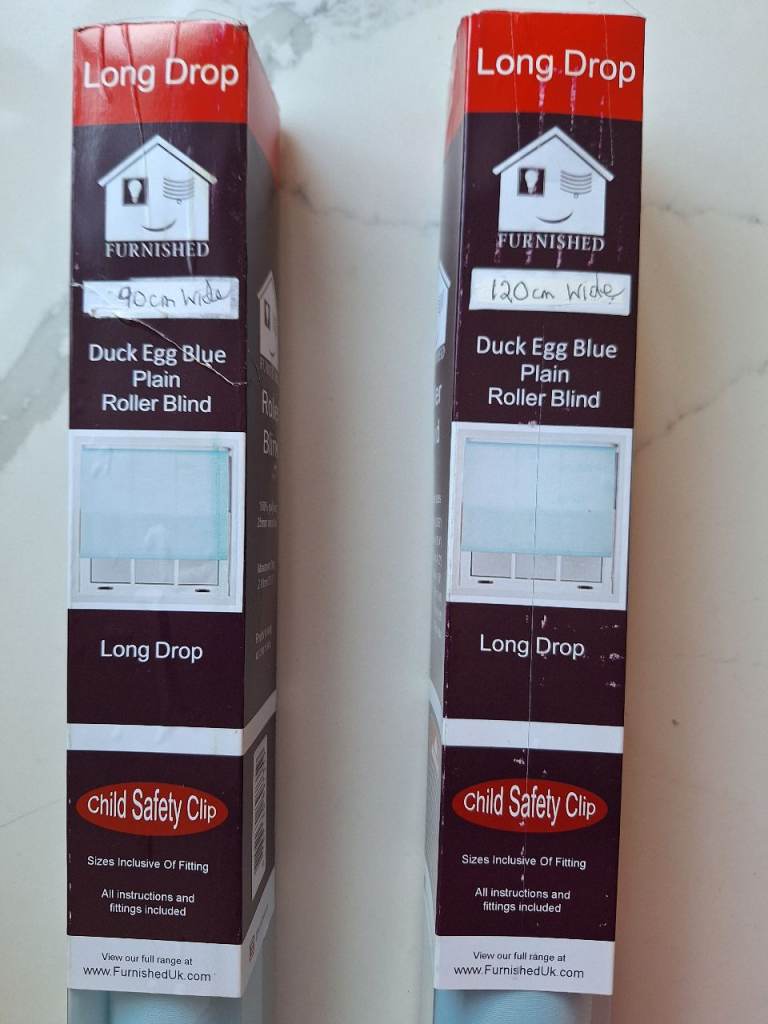 Long Drop
FURNISHED
90cm Wide
Duck Egg Blue
Plain
Roller Blind
Long Drop
Child Safety Clip
Sizes Inclusive Of Fitting
All instructions and
fittings included
View our full range at
www.FurnishedUk.com
Long Drop
FURNISHED
120cm Wide
Duck Egg Blue
Plain
Roller Blind
Long Drop
Child Safety Clip
Sizes Inclusive Of Fitting
All instructions and
fittings included
View our full range at
www.FurnishedUk.com